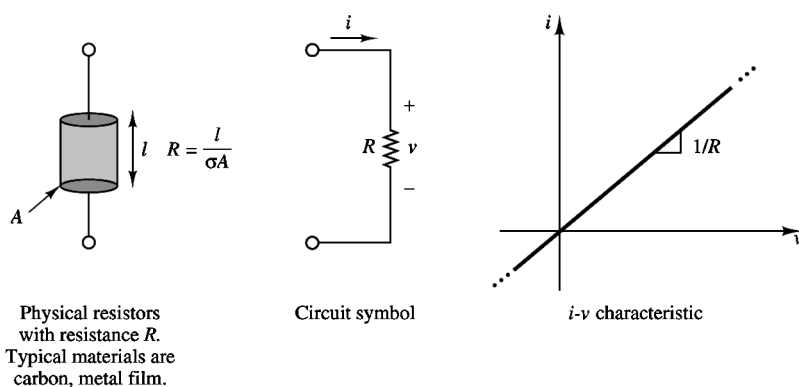 l
R = l/σA
A
Physical resistors
with resistance R.
Typical materials are
carbon, metal film.
i
+
R
v
–
Circuit symbol
i
1/R
v
i-v characteristic